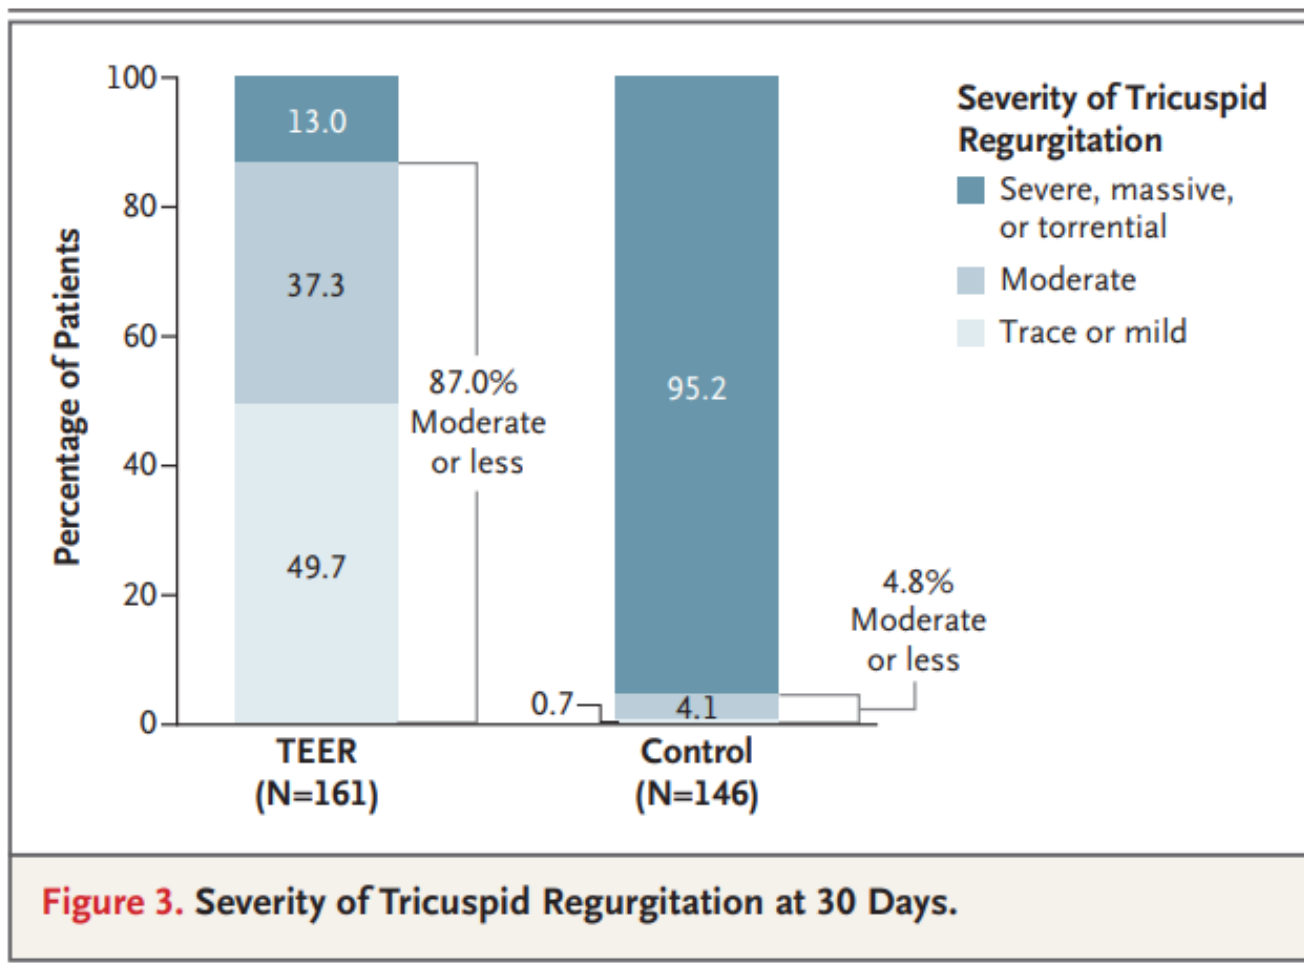 100
80
60
40
20
0
Percentage of Patients
13.0
37.3
49.7
87.0%
Moderate
or less
95.2
4.1
0.7
4.8%
Moderate
or less
TEER
(N=161)
Control
(N=146)
Severity of Tricuspid
Regurgitation
Severe, massive,
or torrential
Moderate
Trace or mild
Figure 3. Severity of Tricuspid Regurgitation at 30 Days.